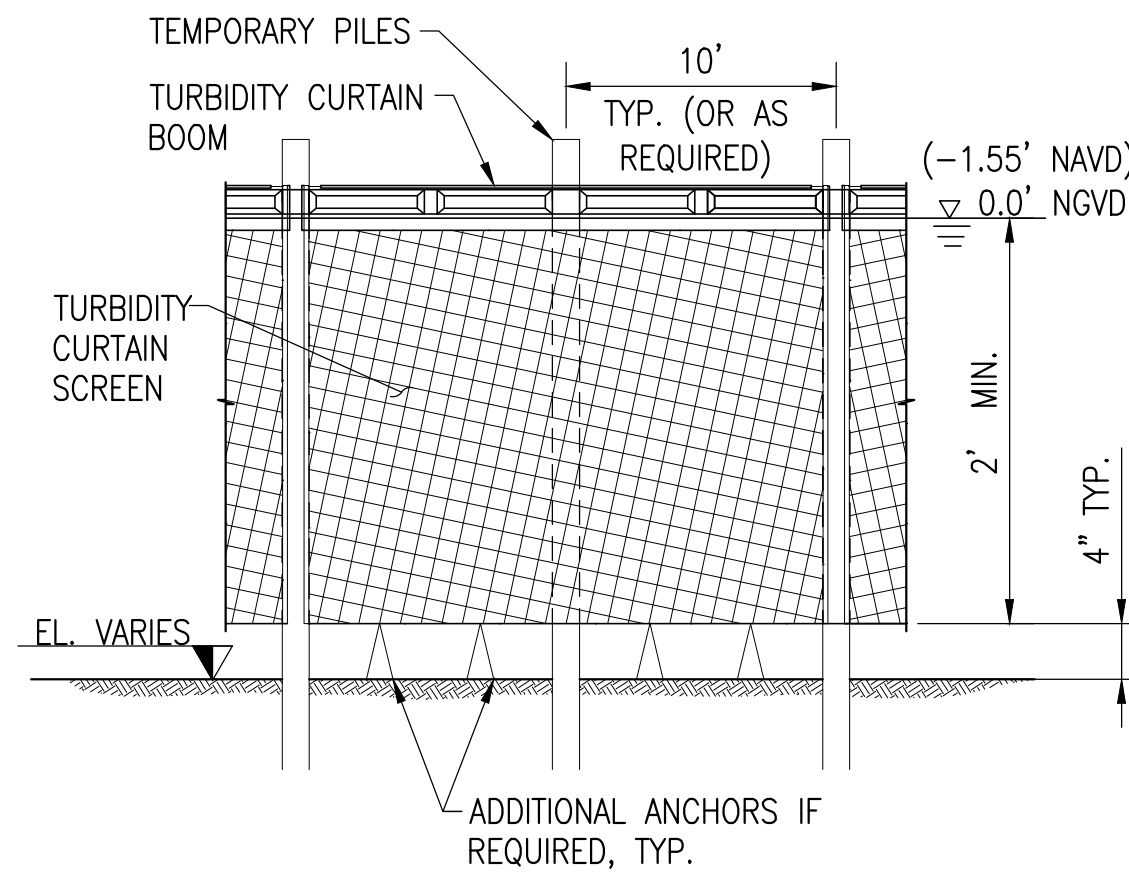 TEMPORARY PILES
TURBIDITY CURTAIN
BOOM
10'
TYP. (OR AS
REQUIRED)
(-1.55' NAVD)
0.0' NGVD
TURBIDITY
CURTAIN
SCREEN
2' MIN.
4" TYP.
EL. VARIES
ADDITIONAL ANCHORS IF
REQUIRED, TYP.